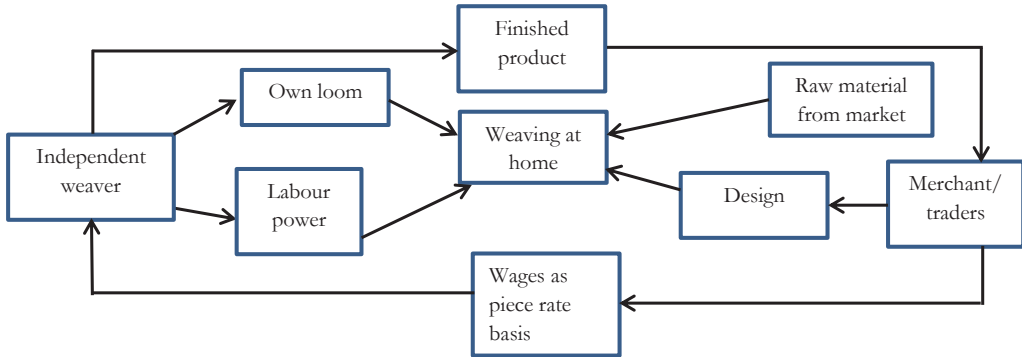 Finished
product
Own loom
Raw material
from market
Weaving at
home
Independent
weaver
Labour
power
Design
Merchant/
traders
Wages as
piece rate
basis